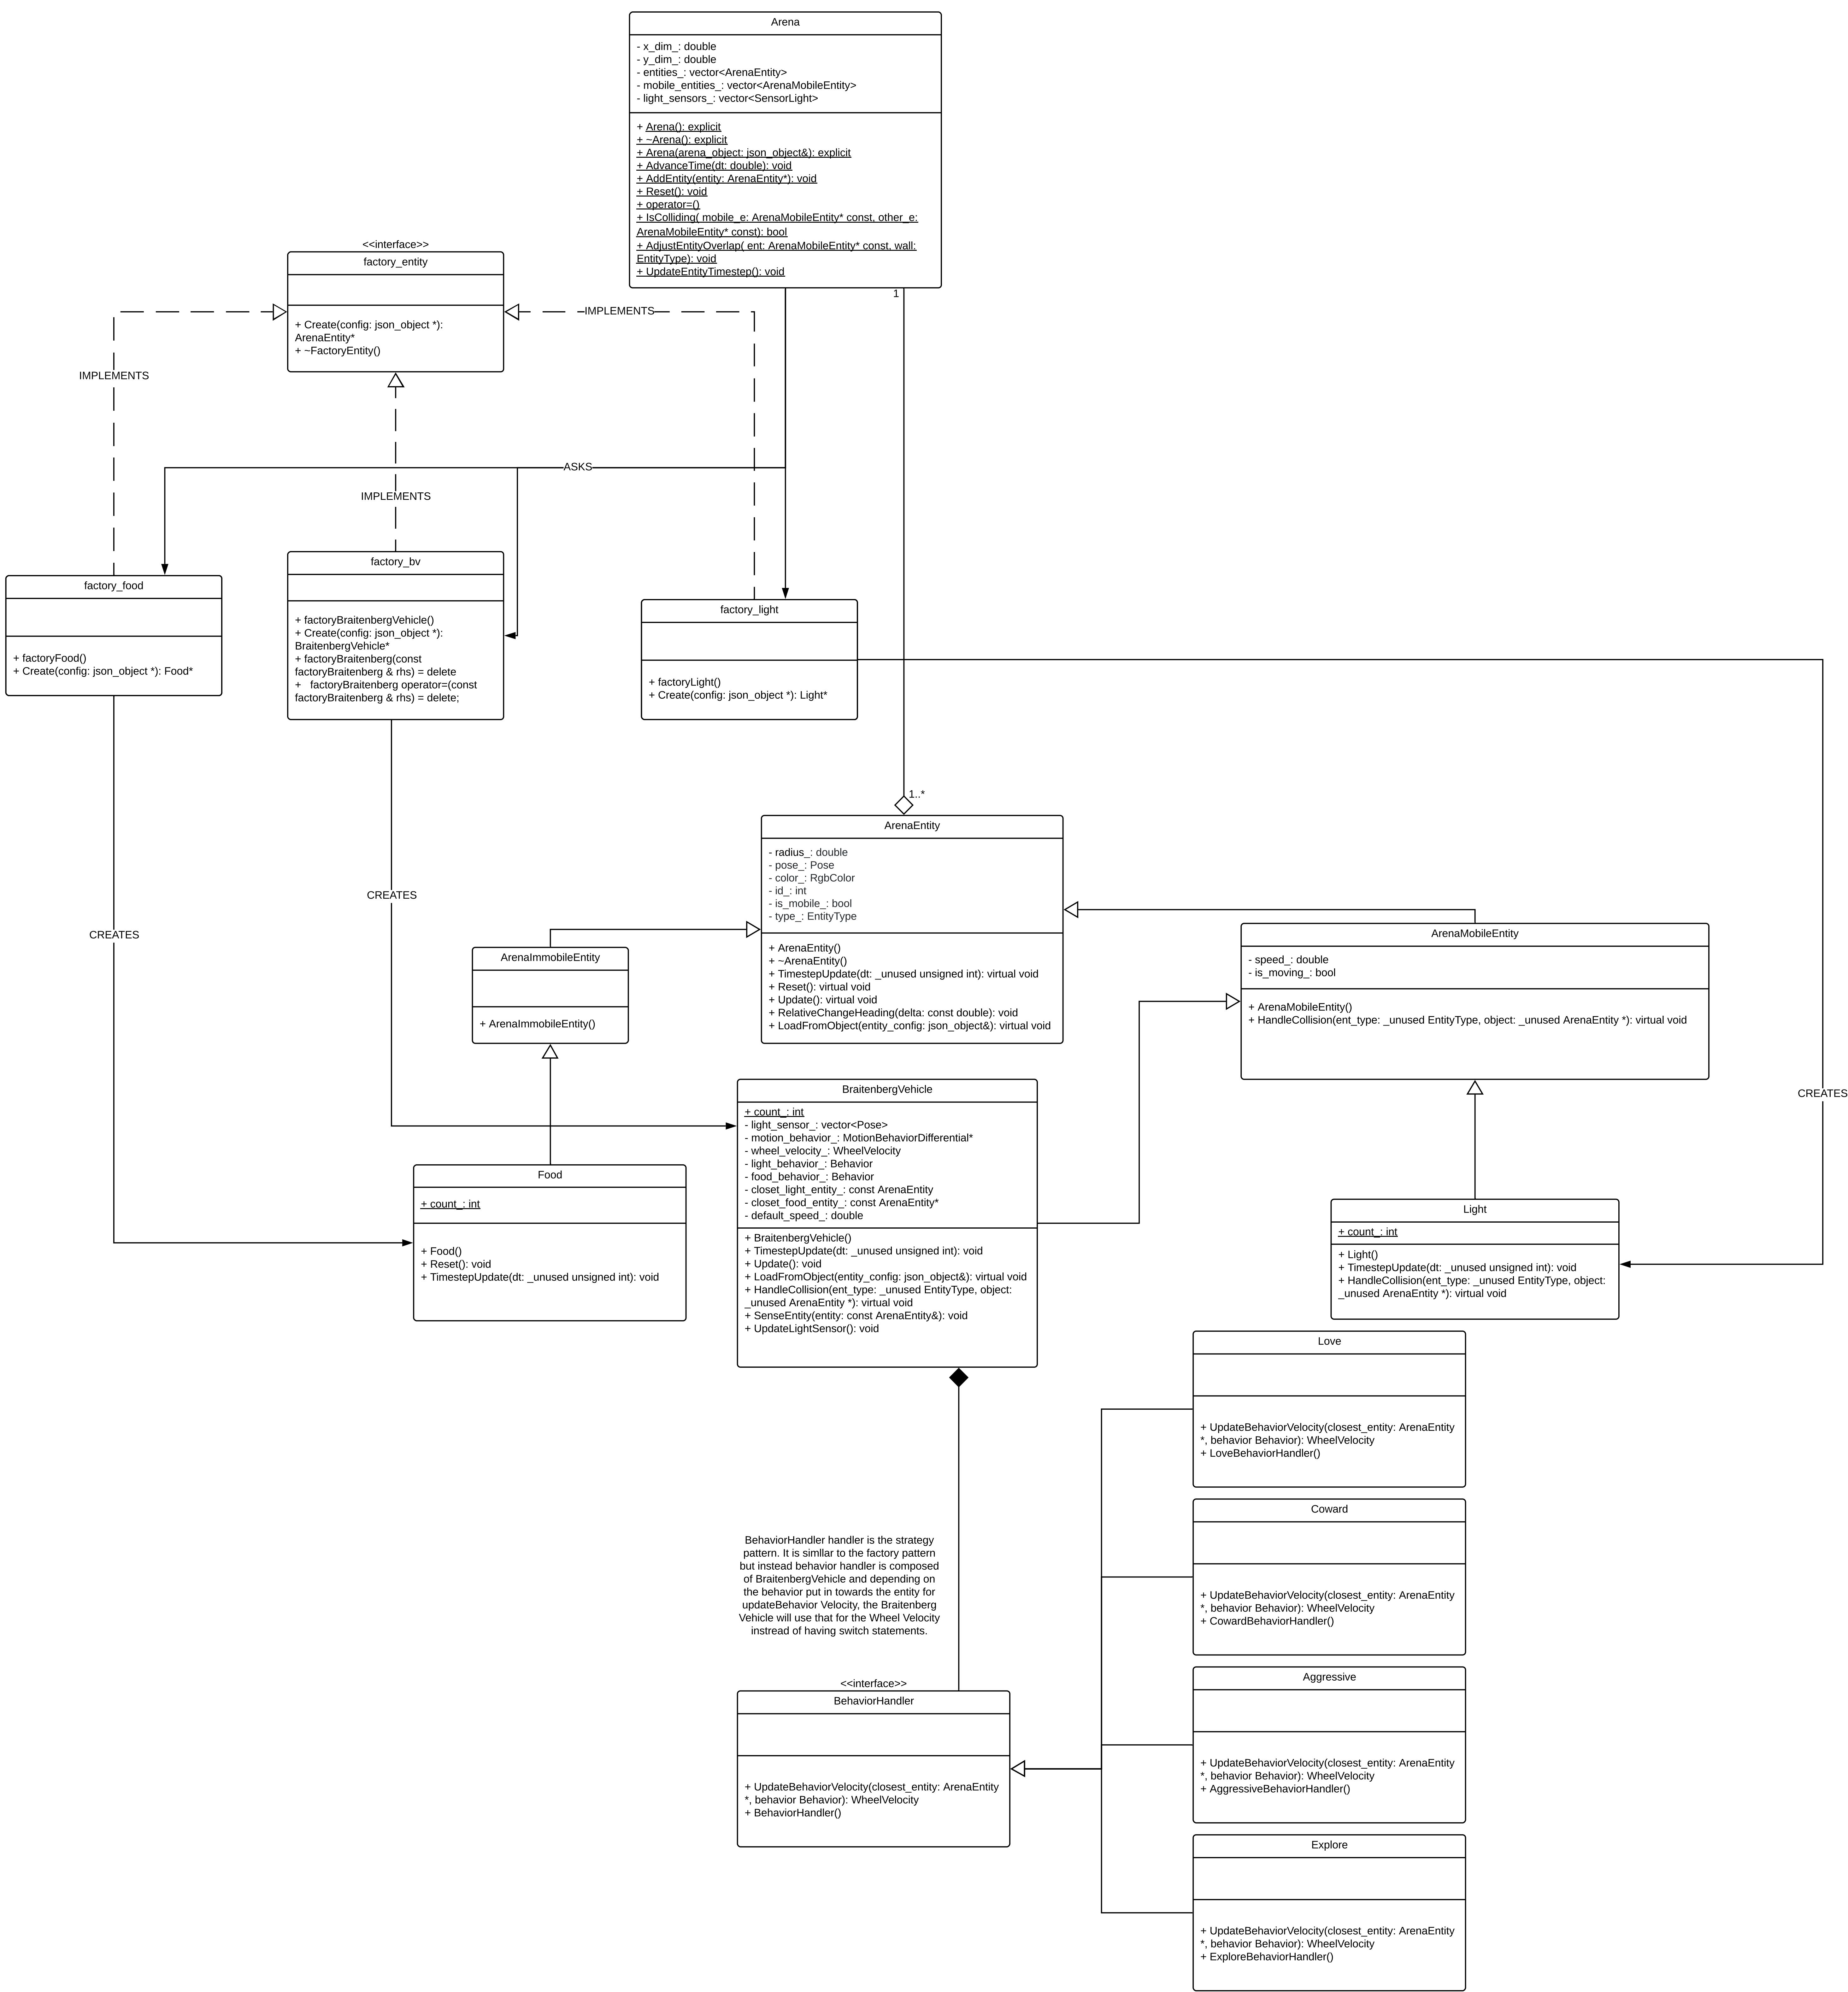 Arena
- x_dim_: double
- y_dim_: double
- entities_: vector<ArenaEntity>
- mobile_entities_: vector<ArenaMobileEntity>
- light_sensors_: vector<SensorLight>
+ Arena(): explicit
+ ~Arena(): explicit
+ Arena(arena_object: json_object&): explicit
+ AdvanceTime(dt: double): void
+ AddEntity(entity: ArenaEntity*): void
+ Reset(): void
+ operator=()
+ IsColliding( mobile_e: ArenaMobileEntity* const, other_e:
ArenaMobileEntity* const): bool
+ AdjustEntityOverlap( ent: ArenaMobileEntity* const, wall:
EntityType): void
+ UpdateEntityTimestep(): void
1
<<interface>>
factory_entity
+ Create(config: json_object *):
ArenaEntity*
+ ~FactoryEntity()
IMPLEMENTS
IMPLEMENTS
ASKS
IMPLEMENTS
factory_food
+ factoryFood()
+ Create(config: json_object *): Food*
factory_bv
+ factoryBraitenbergVehicle()
+ Create(config: json_object *):
BraitenbergVehicle*
+ factoryBraitenberg(const
factoryBraitenberg & rhs) = delete
+ factoryBraitenberg operator=(const
factoryBraitenberg & rhs) = delete;
factory_light
+ factoryLight()
+ Create(config: json_object *): Light*
1..*
ArenaEntity
- radius_: double
- pose_: Pose
- color_: RgbColor
- id_: int
- is_mobile_: bool
- type_: EntityType
+ ArenaEntity()
+ ~ArenaEntity()
+ TimestepUpdate(dt: _unused unsigned int): virtual void
+ Reset(): virtual void
+ Update(): virtual void
+ RelativeChangeHeading(delta: const double): void
+ LoadFromObject(entity_config: json_object&): virtual void
CREATES
CREATES
ArenaImmobileEntity
+ ArenaImmobileEntity()
ArenaMobileEntity
- speed_: double
- is_moving_: bool
+ ArenaMobileEntity()
+ HandleCollision(ent_type: _unused EntityType, object: _unused ArenaEntity *): virtual void
CREATES
BraitenbergVehicle
+ count_: int
- light_sensor_: vector<Pose>
- motion_behavior_: MotionBehaviorDifferential*
- wheel_velocity_: WheelVelocity
- light_behavior_: Behavior
- food_behavior_: Behavior
- closet_light_entity_: const ArenaEntity
- closet_food_entity_: const ArenaEntity*
- default_speed_: double
+ BraitenbergVehicle()
+ TimestepUpdate(dt: _unused unsigned int): void
+ Update(): void
+ LoadFromObject(entity_config: json_object&): virtual void
+ HandleCollision(ent_type: _unused EntityType, object:
_unused ArenaEntity *): virtual void
+ SenseEntity(entity: const ArenaEntity&): void
+ UpdateLightSensor(): void
Food
+ count_: int
+ Food()
+ Reset(): void
+ TimestepUpdate(dt: _unused unsigned int): void
Light
+ count_: int
+ Light()
+ TimestepUpdate(dt: _unused unsigned int): void
+ HandleCollision(ent_type: _unused EntityType, object:
_unused ArenaEntity *): virtual void
Love
+ UpdateBehaviorVelocity(closest_entity: ArenaEntity
*, behavior Behavior): WheelVelocity
+ LoveBehaviorHandler()
Coward
+ UpdateBehaviorVelocity(closest_entity: ArenaEntity
*, behavior Behavior): WheelVelocity
+ CowardBehaviorHandler()
BehaviorHandler handler is the strategy
pattern. It is simllar to the factory pattern
but instead behavior handler is composed
of BraitenbergVehicle and depending on
the behavior put in towards the entity for
updateBehavior Velocity, the Braitenberg
Vehicle will use that for the Wheel Velocity
instread of having switch statements.
Aggressive
+ UpdateBehaviorVelocity(closest_entity: ArenaEntity
*, behavior Behavior): WheelVelocity
+ AggressiveBehaviorHandler()
<<interface>>
BehaviorHandler
+ UpdateBehaviorVelocity(closest_entity: ArenaEntity
*, behavior Behavior): WheelVelocity
+ BehaviorHandler()
Explore
+ UpdateBehaviorVelocity(closest_entity: ArenaEntity
*, behavior Behavior): WheelVelocity
+ ExploreBehaviorHandler()